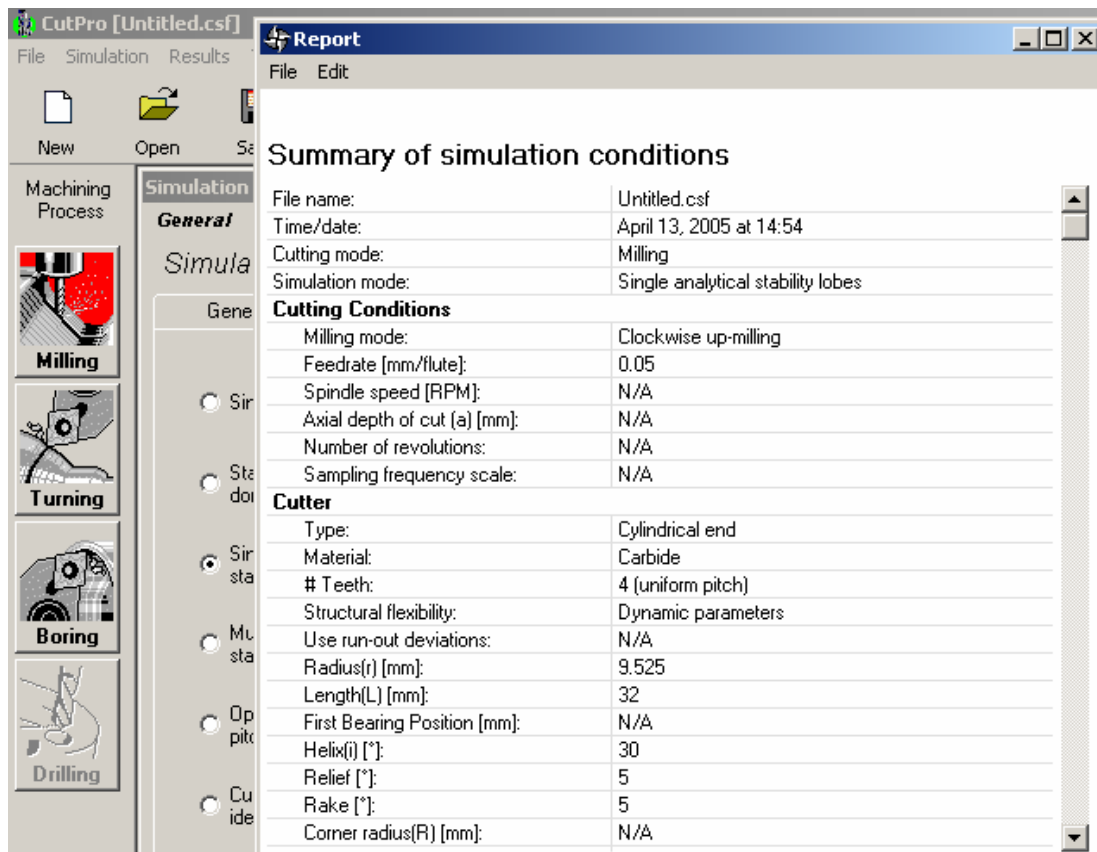 CutPro [Untitled.csf]
File Simulation Results
New Open
Machining
Process
Milling
Turning
Boring
Drilling
Simulation
General
Report
File Edit
Summary of simulation conditions
File name: Untitled.csf
Time/date: April 13, 2005 at 14:54
Cutting mode: Milling
Simulation mode: Single analytical stability lobes
Cutting Conditions
Milling mode: Clockwise up-milling
Feedrate [mm/flute]: 0.05
Spindle speed [RPM]: N/A
Axial depth of cut (a) [mm]: N/A
Number of revolutions: N/A
Sampling frequency scale: N/A
Cutter
Type: Cylindrical end
Material: Carbide
# Teeth: 4 (uniform pitch)
Structural flexibility: Dynamic parameters
Use run-out deviations: N/A
Radius(r) [mm]: 9.525
Length(L) [mm]: 32
First Bearing Position [mm]: N/A
Helix(i) [°]: 30
Relief [°]: 5
Rake [°]: 5
Corner radius(R) [mm]: N/A